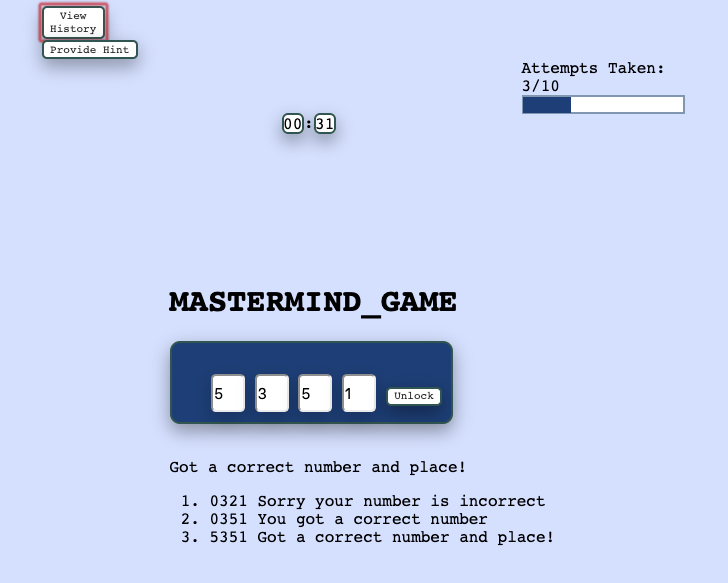 View
History
Provide Hint
Attempts Taken:
3/10
00:31
MASTERMIND_GAME
5 3 5 1 Unlock
Got a correct number and place!
1. 0321 Sorry your number is incorrect
2. 0351 You got a correct number
3. 5351 Got a correct number and place!